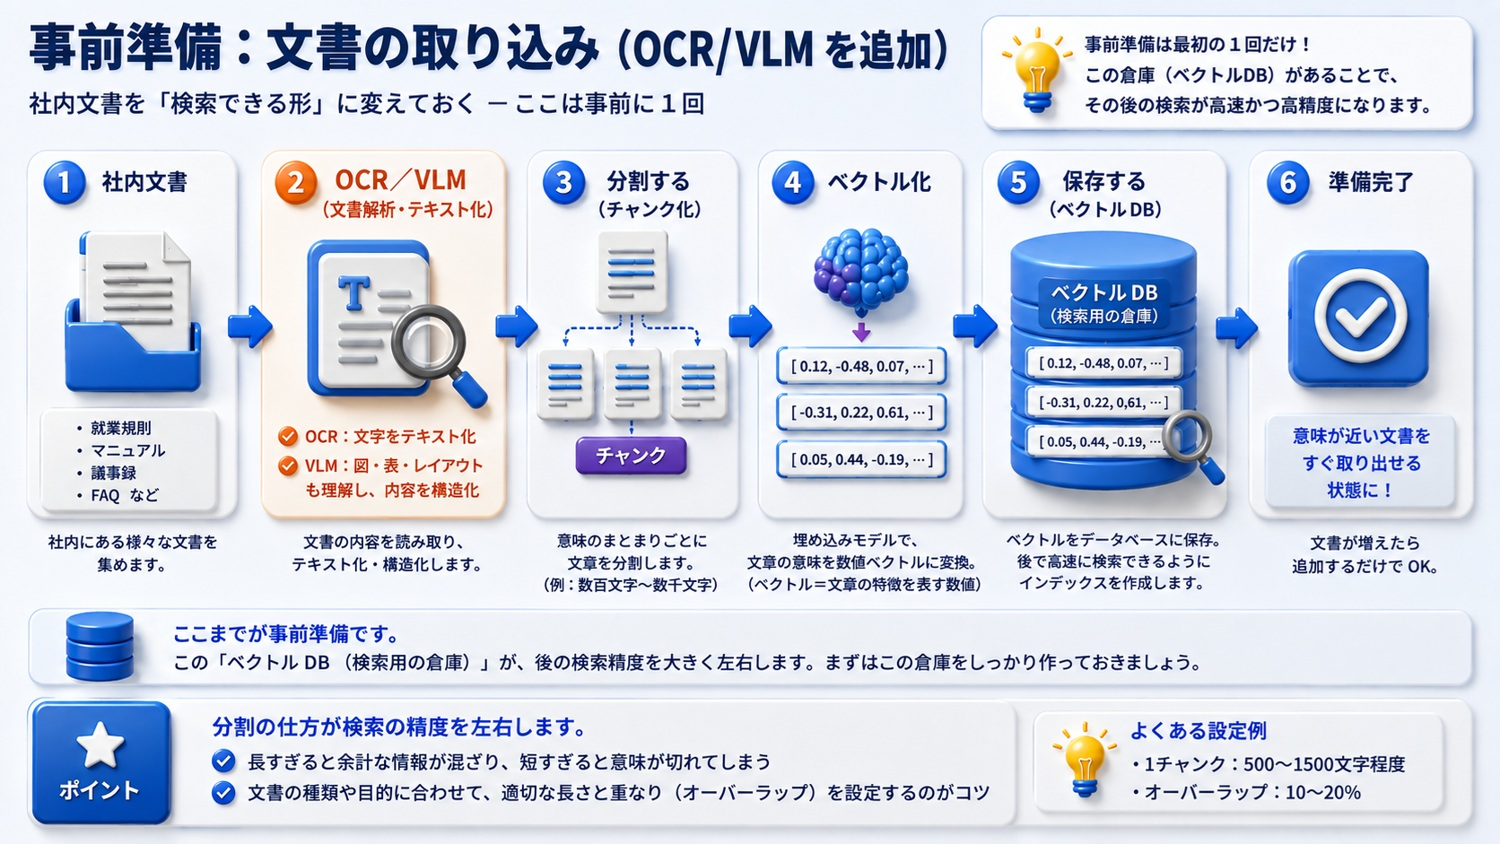 事前準備：文書の取り込み（OCR/VLM を追加）
社内文書を「検索できる形」に変えておく ― ここは事前に１回
事前準備は最初の１回だけ！
この倉庫（ベクトルDB）があることで、
その後の検索が高速かつ高精度になります。
1 社内文書
・就業規則
・マニュアル
・議事録
・FAQ など
社内にある様々な文書を
集めます。
2 OCR／VLM
（文書解析・テキスト化）
T
OCR：文字をテキスト化
VLM：図・表・レイアウト
も理解し、内容を構造化
文書の内容を読み取り、
テキスト化・構造化します。
3 分割する
（チャンク化）
チャンク
意味のまとまりごとに
文章を分割します。
（例：数百文字〜数千文字）
4 ベクトル化
[ 0.12, -0.48, 0.07, … ]
[ -0.31, 0.22, 0.61, … ]
[ 0.05, 0.44, -0.19, … ]
埋め込みモデルで、
文章の意味を数値ベクトルに変換。
（ベクトル＝文章の特徴を表す数値）
5 保存する
（ベクトル DB）
ベクトル DB
（検索用の倉庫）
[ 0.12, -0.48, 0.07, … ]
[ -0.31, 0.22, 0,61, … ]
[ 0.05, 0.44, -0.19, …
ベクトルをデータベースに保存。
後で高速に検索できるように
インデックスを作成します。
6 準備完了
意味が近い文書を
すぐ取り出せる
状態に！
文書が増えたら
追加するだけで OK。
ここまでが事前準備です。
この「ベクトル DB （検索用の倉庫）」が、後の検索精度を大きく左右します。まずはこの倉庫をしっかり作っておきましょう。
ポイント
分割の仕方が検索の精度を左右します。
長すぎると余計な情報が混ざり、短すぎると意味が切れてしまう
文書の種類や目的に合わせて、適切な長さと重なり（オーバーラップ）を設定するのがコツ
よくある設定例
・1チャンク：500〜1500文字程度
・オーバーラップ：10〜20%